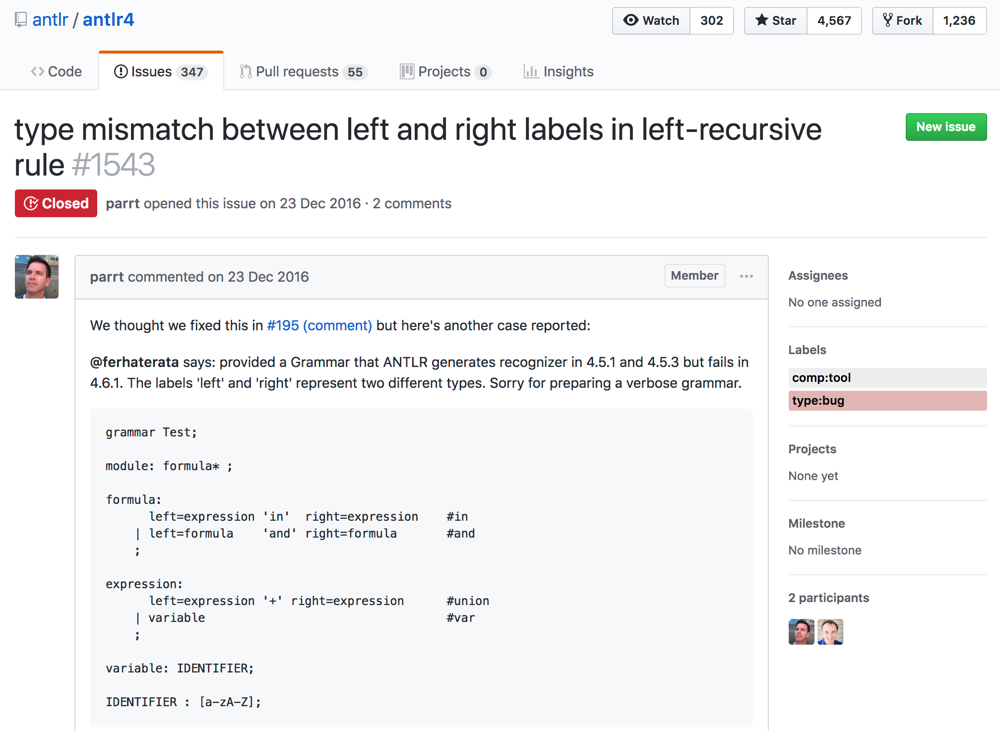 antlr / antlr4
Watch 302 Star 4,567 Fork 1,236
Code Issues 347 Pull requests 55 Projects 0 Insights
type mismatch between left and right labels in left-recursive
rule #1543
New issue
Closed parrt opened this issue on 23 Dec 2016 · 2 comments
parrt commented on 23 Dec 2016
Member ···
We thought we fixed this in #195 (comment) but here's another case reported:
@ferhaterata says: provided a Grammar that ANTLR generates recognizer in 4.5.1 and 4.5.3 but fails in
4.6.1. The labels 'left' and 'right' represent two different types. Sorry for preparing a verbose grammar.
grammar Test;
module: formula* ;
formula:
      left=expression 'in'  right=expression    #in
    | left=formula    'and' right=formula       #and
    ;
expression:
      left=expression '+' right=expression      #union
    | variable                                  #var
    ;
variable: IDENTIFIER;
IDENTIFIER : [a-zA-Z];
Assignees
No one assigned
Labels
comp:tool
type:bug
Projects
None yet
Milestone
No milestone
2 participants